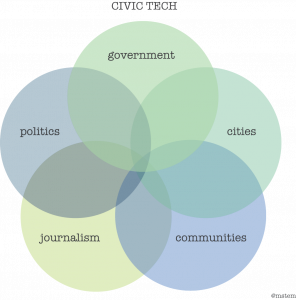 CIVIC TECH
government
politics
cities
journalism
communities
@mstem